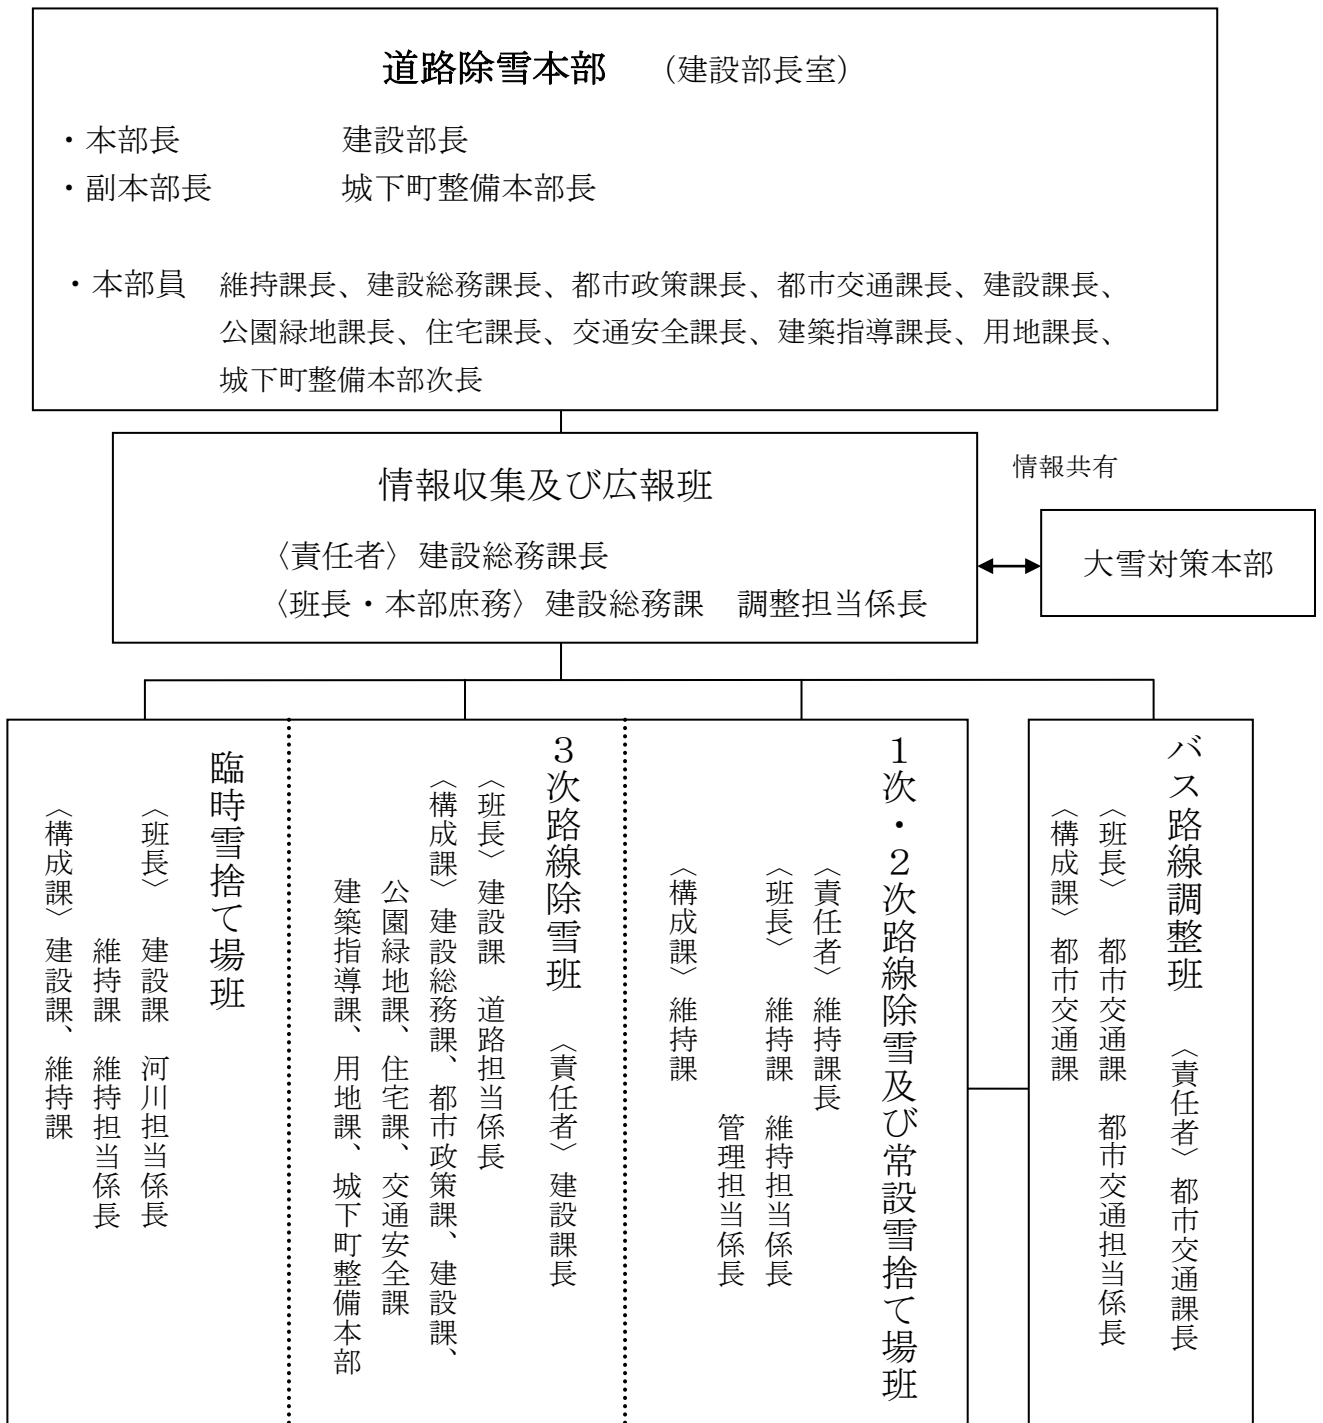 道路除雪本部　（建設部長室）
・本部長　建設部長
・副本部長　城下町整備本部長
・本部員　維持課長、建設総務課長、都市政策課長、都市交通課長、建設課長、
公園緑地課長、住宅課長、交通安全課長、建築指導課長、用地課長、
城下町整備本部次長
情報収集及び広報班
〈責任者〉建設総務課長
〈班長・本部庶務〉建設総務課　調整担当係長
情報共有
大雪対策本部
バス路線調整班　〈責任者〉都市交通課長
〈班長〉　都市交通課　都市交通担当係長
〈構成課〉都市交通課
１次・２次路線除雪及び常設雪捨て場班
〈責任者〉維持課長
〈班長〉　維持課　維持担当係長
管理担当係長
〈構成課〉維持課
３次路線除雪班　〈責任者〉建設課長
〈班長〉建設課　道路担当係長
〈構成課〉建設総務課、都市政策課、建設課、
公園緑地課、住宅課、交通安全課
建築指導課、用地課、城下町整備本部
臨時雪捨て場班
〈班長〉　建設課　河川担当係長
維持課　維持担当係長
〈構成課〉建設課、維持課